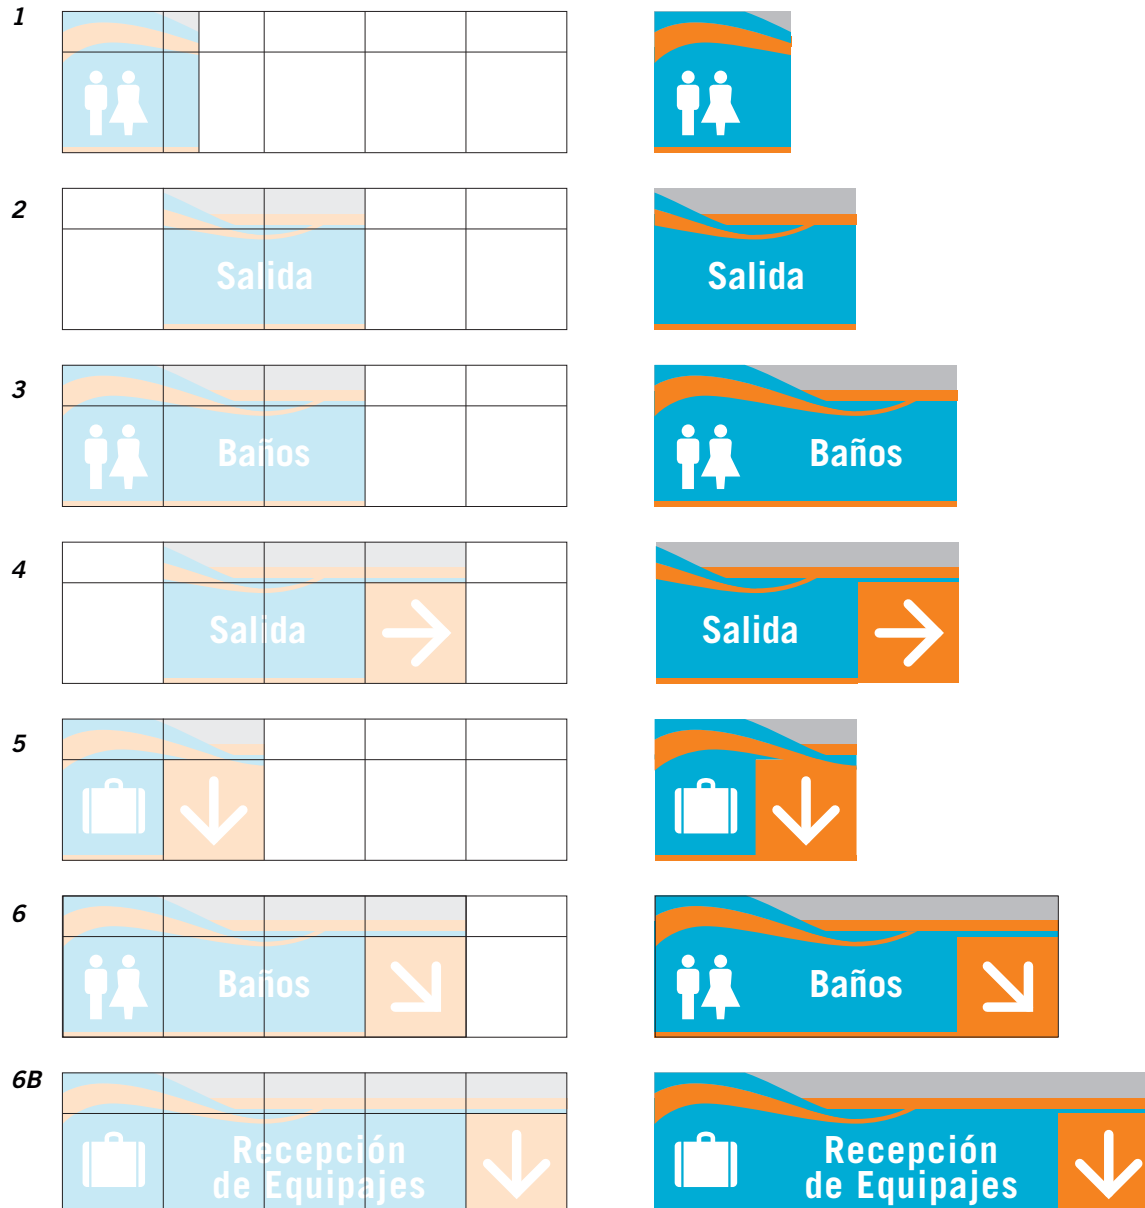 1
2
Salida
Salida
3
Baños
Baños
4
Salida
Salida
5
6
Baños
Baños
6B
Recepción
de Equipajes
Recepción
de Equipajes